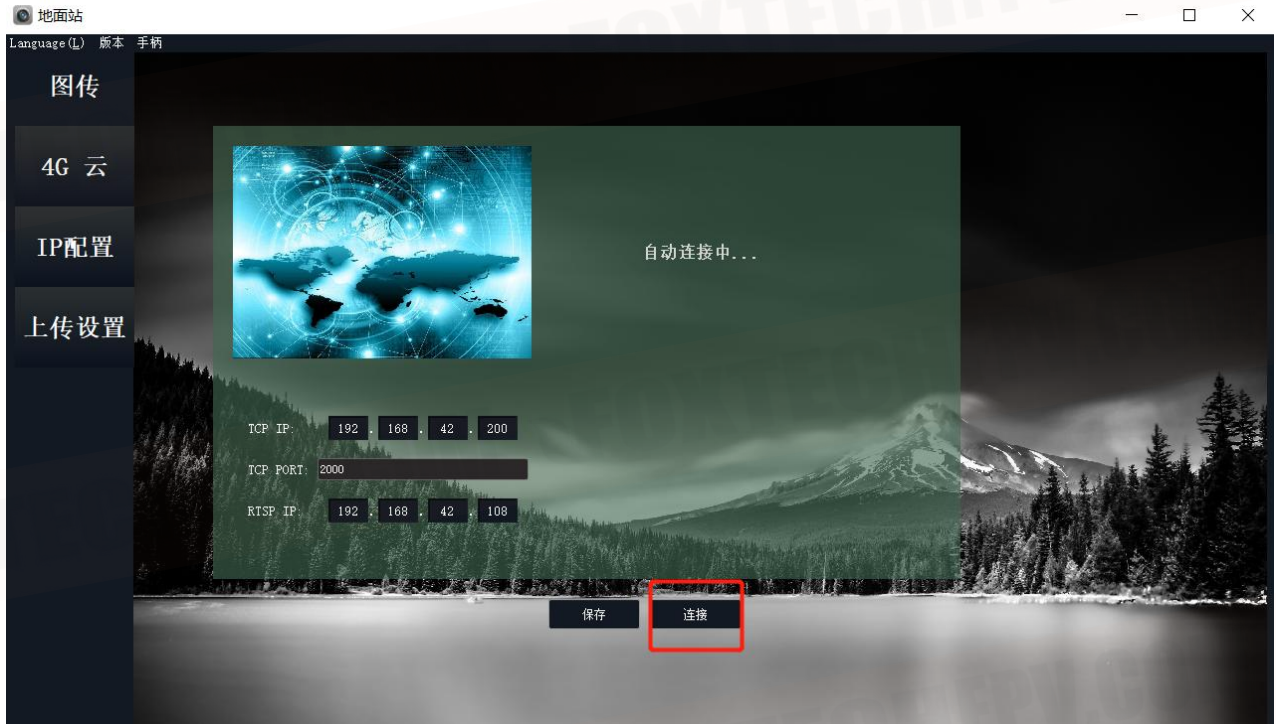 地面站
Language(L) 版本 手柄
图传
4G 云
IP配置
上传设置
自动连接中...
TCP IP: 192 . 168 . 42 . 200
TCP PORT: 2000
RTSP IP: 192 . 168 . 42 . 108
保存 连接